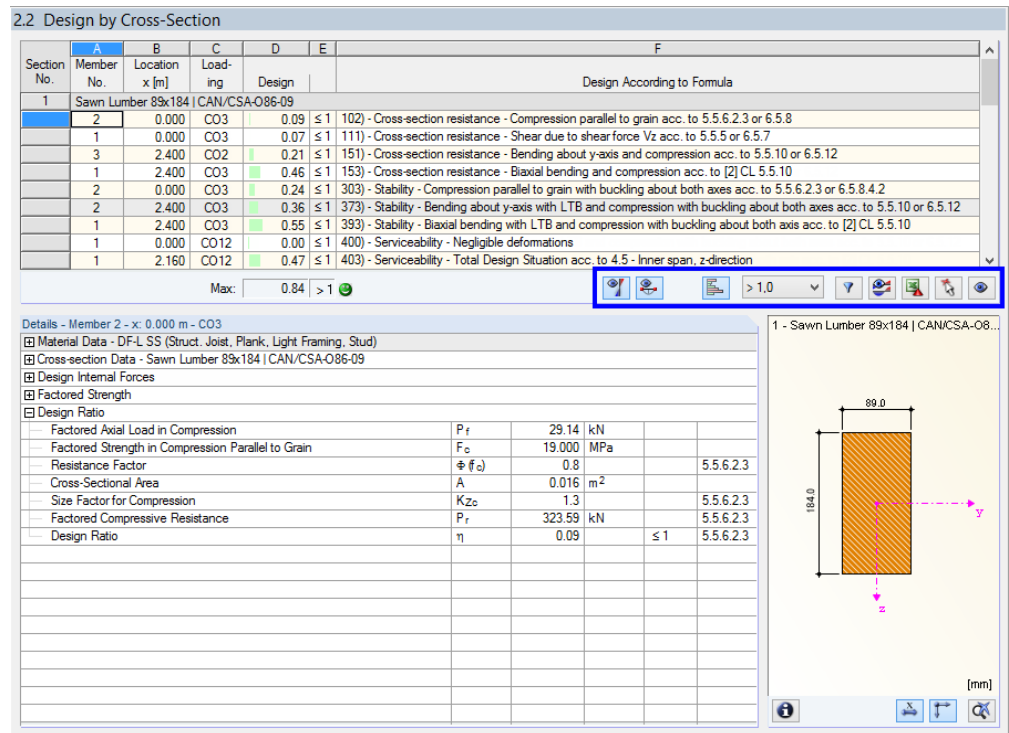 2.2 Design by Cross-Section
A B C D E F
Section Member Location Load-
No. No. x [m] ing Design Design According to Formula
1 Sawn Lumber 89x184 | CAN/CSA-O86-09
2 0.000 CO3 0.09 ≤ 1 102) - Cross-section resistance - Compression parallel to grain acc. to 5.5.6.2.3 or 6.5.8
1 0.000 CO3 0.07 ≤ 1 111) - Cross-section resistance - Shear due to shear force Vz acc. to 5.5.5 or 6.5.7
3 2.400 CO2 0.21 ≤ 1 151) - Cross-section resistance - Bending about y-axis and compression acc. to 5.5.10 or 6.5.12
1 2.400 CO3 0.46 ≤ 1 153) - Cross-section resistance - Biaxial bending and compression acc. to [2] CL 5.5.10
2 0.000 CO3 0.24 ≤ 1 303) - Stability - Compression parallel to grain with buckling about both axes acc. to 5.5.6.2.3 or 6.5.8.4.2
2 2.400 CO3 0.36 ≤ 1 373) - Stability - Bending about y-axis with LTB and compression with buckling about both axes acc. to 5.5.10 or 6.5.12
1 2.400 CO3 0.55 ≤ 1 393) - Stability - Biaxial bending with LTB and compression with buckling about both axis acc. to [2] CL 5.5.10
1 0.000 CO12 0.00 ≤ 1 400) - Serviceability - Negligible deformations
1 2.160 CO12 0.47 ≤ 1 403) - Serviceability - Total Design Situation acc. to 4.5 - Inner span, z-direction
Max: 0.84 > 1 > 1,0
Details - Member 2 - x: 0.000 m - CO3
Material Data - DF-L SS (Struct. Joist, Plank, Light Framing, Stud)
Cross-section Data - Sawn Lumber 89x184 | CAN/CSA-O86-09
Design Internal Forces
Factored Strength
Design Ratio
Factored Axial Load in Compression Pf 29.14 kN
Factored Strength in Compression Parallel to Grain Fc 19.000 MPa
Resistance Factor Φ (fc) 0.8 5.5.6.2.3
Cross-Sectional Area A 0.016 m2
Size Factor for Compression KZc 1.3 5.5.6.2.3
Factored Compressive Resistance Pr 323.59 kN 5.5.6.2.3
Design Ratio η 0.09 ≤ 1 5.5.6.2.3
1 - Sawn Lumber 89x184 | CAN/CSA-O8...
89.0
184.0
y
z
[mm]